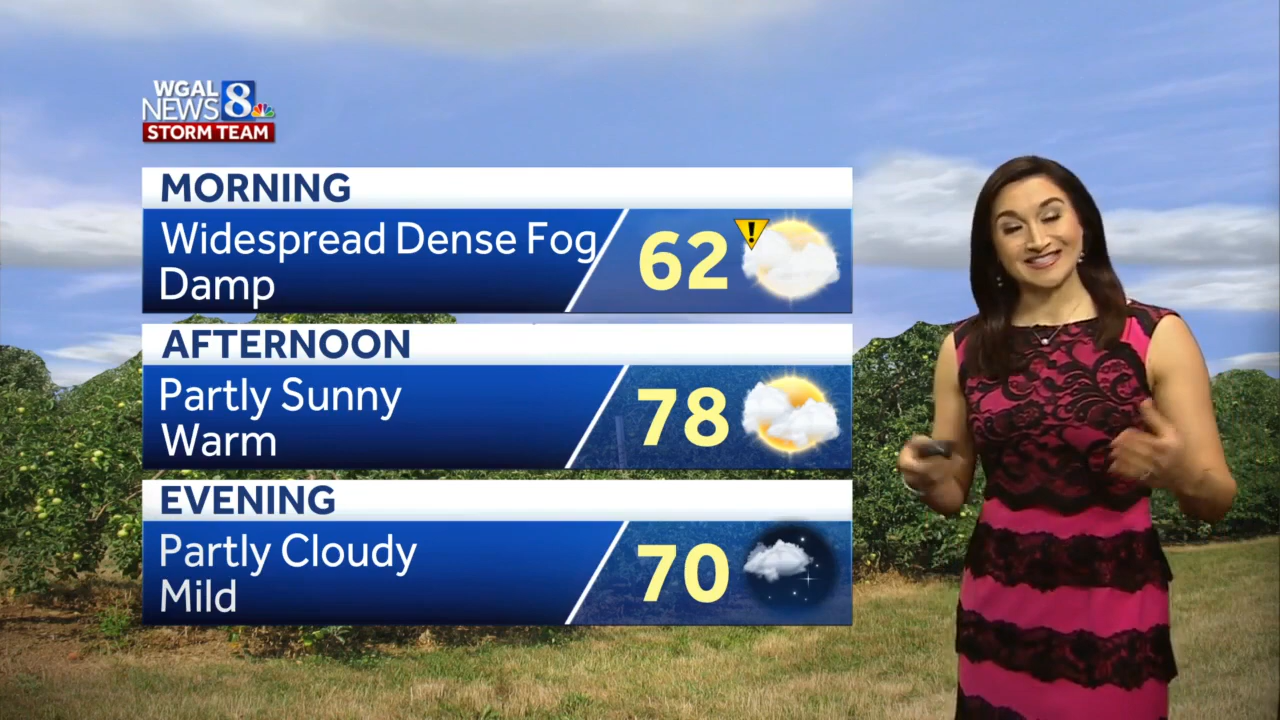 WGAL
NEWS 8
STORM TEAM
MORNING
Widespread Dense Fog
Damp
62
!
AFTERNOON
Partly Sunny
Warm
78
EVENING
Partly Cloudy
Mild
70